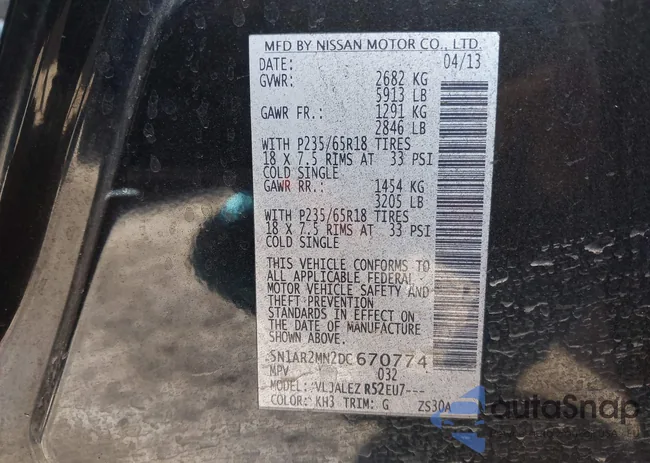 MFD BY NISSAN MOTOR CO., LTD.
DATE: 04/13
GVWR: 2682 KG
5913 LB
GAWR FR.: 1291 KG
2846 LB
WITH P235/65R18 TIRES
18 X 7.5 RIMS AT 33 PSI
COLD SINGLE
GAWR RR.: 1454 KG
3205 LB
WITH P235/65R18 TIRES
18 X 7.5 RIMS AT 33 PSI
COLD SINGLE
THIS VEHICLE CONFORMS TO
ALL APPLICABLE FEDERAL
MOTOR VEHICLE SAFETY AND
THEFT PREVENTION
STANDARDS IN EFFECT ON
THE DATE OF MANUFACTURE
SHOWN ABOVE.
5N1AR2MN2DC670774
MPV 032
MODEL: VLJALEZ R52EU7---
COLOR: KH3 TRIM: G ZS30A
autoSnap